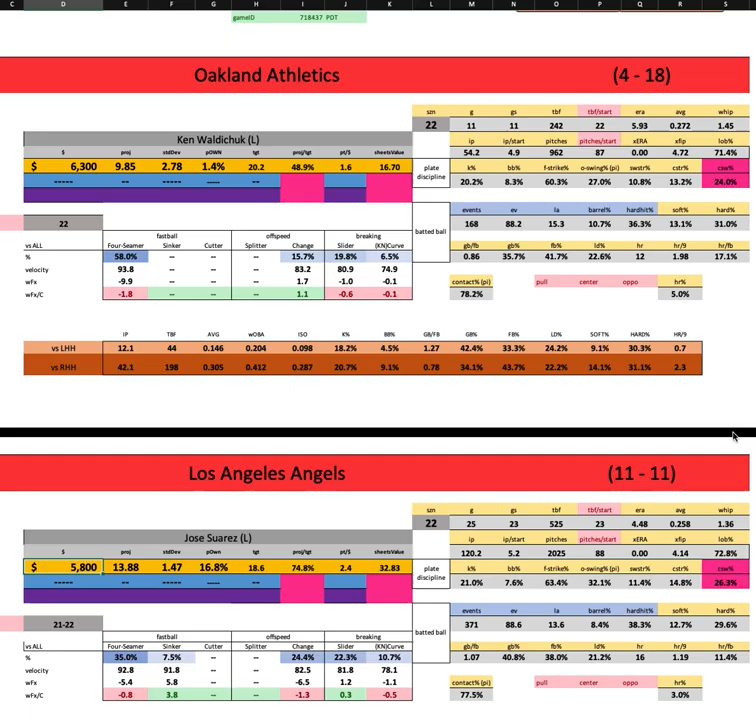 C D E F G H I J K L M N O P Q R S
gameID 718437 PDT
Oakland Athletics (4 - 18)
szn g gs tbf tbf/start era avg whip
22 11 11 242 22 5.93 0.272 1.45
Ken Waldichuk (L) ip ip/start pitches pitches/start xERA xfip lob%
$ proj stdDev pOWN tgt proj/tgt pt/$ sheetsValue 54.2 4.9 962 87 0.00 4.72 71.4%
$ 6,300 9.85 2.78 1.4% 20.2 48.9% 1.6 16.70 plate discipline k% bb% f-strike% o-swing% (pi) swstr% cstr% csw%
----- -- ---- ---- -- 20.2% 8.3% 60.3% 27.0% 10.8% 13.2% 24.0%
events ev la barrel% hardhit% soft% hard%
22 batted ball 168 88.2 15.3 10.7% 36.3% 13.1% 31.0%
fastball offspeed breaking
vs ALL Four-Seamer Sinker Cutter Splitter Change Slider (KN)Curve gb/fb gb% fb% ld% hr hr/9 hr/fb
% 58.0% -- -- -- 15.7% 19.8% 6.5% 0.86 35.7% 41.7% 22.6% 12 1.98 17.1%
velocity 93.8 -- -- -- 83.2 80.9 74.9
wFx -9.9 -- -- -- 1.7 -1.0 -0.1 contact% (pi) pull center oppo hr%
wFx/C -1.8 -- -- -- 1.1 -0.6 -0.1 78.2% 5.0%
IP TBF AVG wOBA ISO K% BB% GB/FB GB% FB% LD% SOFT% HARD% HR/9
vs LHH 12.1 44 0.146 0.204 0.098 18.2% 4.5% 1.27 42.4% 33.3% 24.2% 9.1% 30.3% 0.7
vs RHH 42.1 198 0.305 0.412 0.287 20.7% 9.1% 0.78 34.1% 43.7% 22.2% 14.1% 31.1% 2.3
Los Angeles Angels (11 - 11)
szn g gs tbf tbf/start era avg whip
22 25 23 525 23 4.48 0.258 1.36
Jose Suarez (L) ip ip/start pitches pitches/start xERA xfip lob%
$ proj stdDev pOwn tgt proj/tgt pt/$ sheetsValue 120.2 5.2 2025 88 0.00 4.14 72.8%
$ 5,800 13.88 1.47 16.8% 18.6 74.8% 2.4 32.83 plate discipline k% bb% f-strike% o-swing% (pi) swstr% cstr% csw%
----- -- ---- ---- -- 21.0% 7.6% 63.4% 32.1% 11.4% 14.8% 26.3%
events ev la barrel% hardhit% soft% hard%
21-22 batted ball 371 88.6 13.6 8.4% 38.3% 12.7% 29.6%
fastball offspeed breaking
vs ALL Four-Seamer Sinker Cutter Splitter Change Slider (KN)Curve gb/fb gb% fb% ld% hr hr/9 hr/fb
% 35.0% 7.5% -- -- 24.4% 22.3% 10.7% 1.07 40.8% 38.0% 21.2% 16 1.19 11.4%
velocity 92.8 91.8 -- -- 82.5 81.8 78.1
wFx -5.4 5.8 -- -- -6.5 1.2 -1.1 contact% (pi) pull center oppo hr%
wFx/C -0.8 3.8 -- -- -1.3 0.3 -0.5 77.5% 3.0%